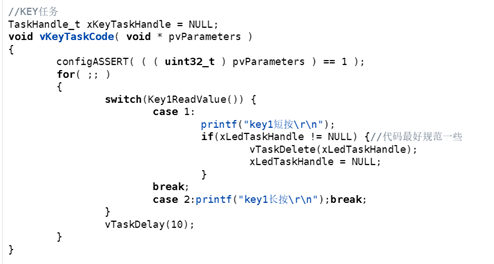 //KEY任务
TaskHandle_t xKeyTaskHandle = NULL;
void vKeyTaskCode( void * pvParameters )
{
configASSERT( ( ( uint32_t ) pvParameters ) == 1 );
for( ;; )
{
switch(Key1ReadValue()) {
case 1:
printf("key1短按\r\n");
if(xLedTaskHandle != NULL) {//代码最好规范一些
vTaskDelete(xLedTaskHandle);
xLedTaskHandle = NULL;
}
break;
case 2:printf("key1长按\r\n");break;
}
vTaskDelay(10);
}
}